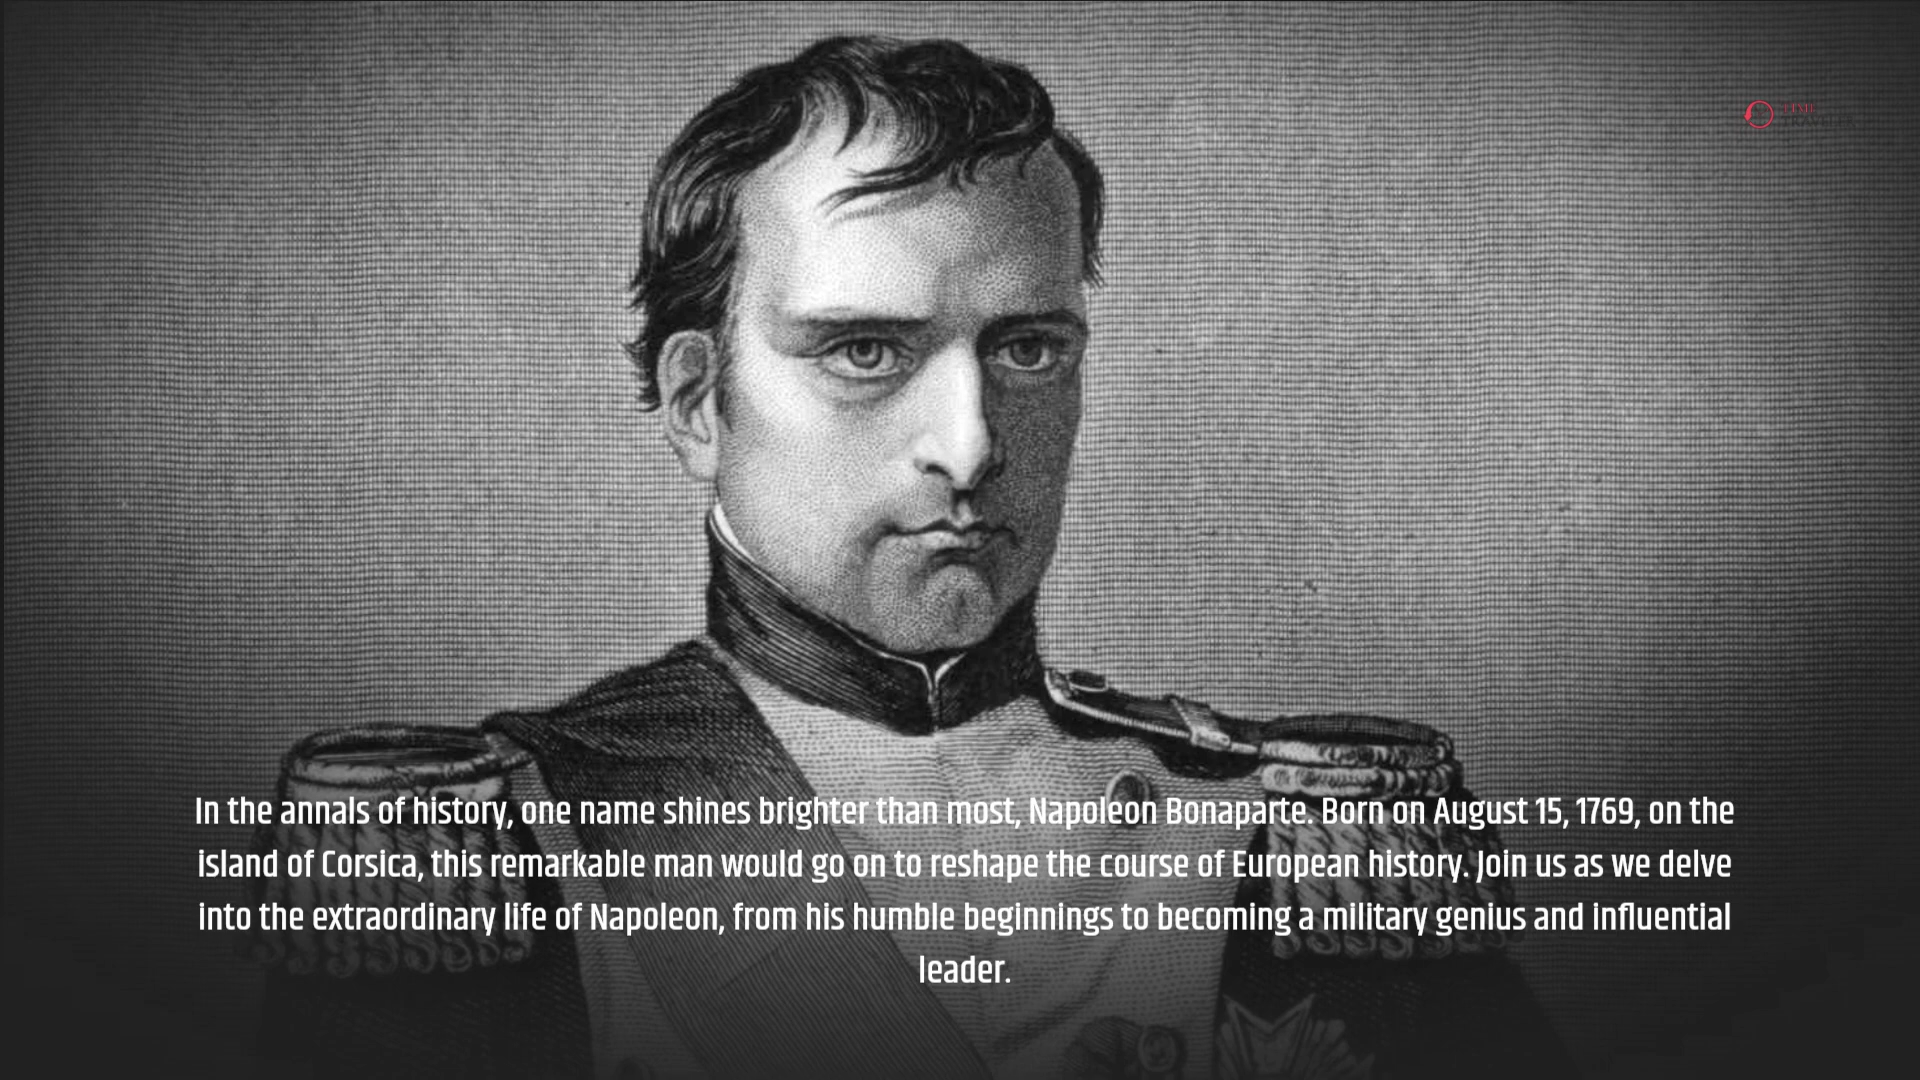 TIME
TRAVELER
In the annals of history, one name shines brighter than most, Napoleon Bonaparte. Born on August 15, 1769, on the
island of Corsica, this remarkable man would go on to reshape the course of European history. Join us as we delve
into the extraordinary life of Napoleon, from his humble beginnings to becoming a military genius and influential
leader.